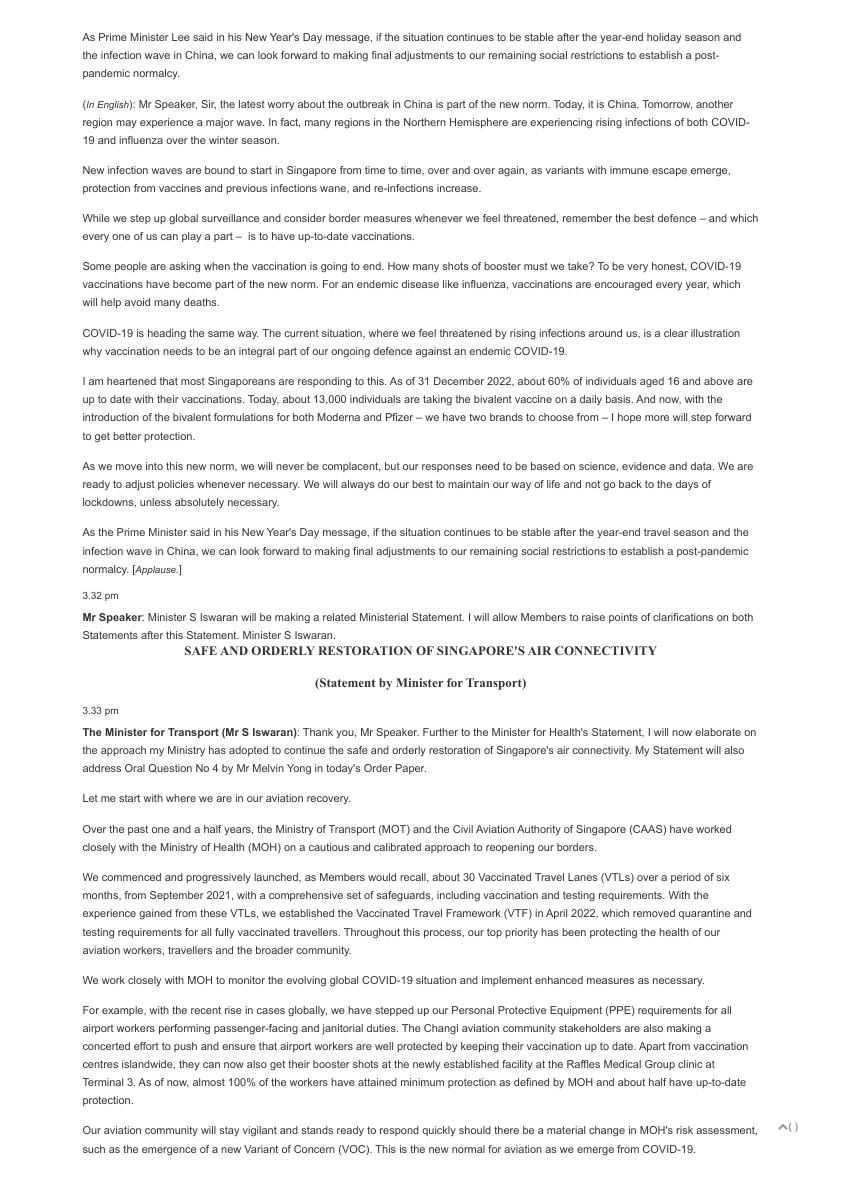 As Prime Minister Lee said in his New Year's Day message, if the situation continues to be stable after the year-end holiday season and
the infection wave in China, we can look forward to making final adjustments to our remaining social restrictions to establish a post-
pandemic normalcy.
(In English): Mr Speaker, Sir, the latest worry about the outbreak in China is part of the new norm. Today, it is China. Tomorrow, another
region may experience a major wave. In fact, many regions in the Northern Hemisphere are experiencing rising infections of both COVID-
19 and influenza over the winter season.
New infection waves are bound to start in Singapore from time to time, over and over again, as variants with immune escape emerge,
protection from vaccines and previous infections wane, and re-infections increase.
While we step up global surveillance and consider border measures whenever we feel threatened, remember the best defence – and which
every one of us can play a part –  is to have up-to-date vaccinations.
Some people are asking when the vaccination is going to end. How many shots of booster must we take? To be very honest, COVID-19
vaccinations have become part of the new norm. For an endemic disease like influenza, vaccinations are encouraged every year, which
will help avoid many deaths.
COVID-19 is heading the same way. The current situation, where we feel threatened by rising infections around us, is a clear illustration
why vaccination needs to be an integral part of our ongoing defence against an endemic COVID-19.
I am heartened that most Singaporeans are responding to this. As of 31 December 2022, about 60% of individuals aged 16 and above are
up to date with their vaccinations. Today, about 13,000 individuals are taking the bivalent vaccine on a daily basis. And now, with the
introduction of the bivalent formulations for both Moderna and Pfizer – we have two brands to choose from – I hope more will step forward
to get better protection.
As we move into this new norm, we will never be complacent, but our responses need to be based on science, evidence and data. We are
ready to adjust policies whenever necessary. We will always do our best to maintain our way of life and not go back to the days of
lockdowns, unless absolutely necessary.
As the Prime Minister said in his New Year's Day message, if the situation continues to be stable after the year-end travel season and the
infection wave in China, we can look forward to making final adjustments to our remaining social restrictions to establish a post-pandemic
normalcy. [Applause.]
3.32 pm
Mr Speaker: Minister S Iswaran will be making a related Ministerial Statement. I will allow Members to raise points of clarifications on both
Statements after this Statement. Minister S Iswaran.
SAFE AND ORDERLY RESTORATION OF SINGAPORE'S AIR CONNECTIVITY
(Statement by Minister for Transport)
3.33 pm
The Minister for Transport (Mr S Iswaran): Thank you, Mr Speaker. Further to the Minister for Health's Statement, I will now elaborate on
the approach my Ministry has adopted to continue the safe and orderly restoration of Singapore's air connectivity. My Statement will also
address Oral Question No 4 by Mr Melvin Yong in today's Order Paper.
Let me start with where we are in our aviation recovery.
Over the past one and a half years, the Ministry of Transport (MOT) and the Civil Aviation Authority of Singapore (CAAS) have worked
closely with the Ministry of Health (MOH) on a cautious and calibrated approach to reopening our borders.
We commenced and progressively launched, as Members would recall, about 30 Vaccinated Travel Lanes (VTLs) over a period of six
months, from September 2021, with a comprehensive set of safeguards, including vaccination and testing requirements. With the
experience gained from these VTLs, we established the Vaccinated Travel Framework (VTF) in April 2022, which removed quarantine and
testing requirements for all fully vaccinated travellers. Throughout this process, our top priority has been protecting the health of our
aviation workers, travellers and the broader community.
We work closely with MOH to monitor the evolving global COVID-19 situation and implement enhanced measures as necessary.
For example, with the recent rise in cases globally, we have stepped up our Personal Protective Equipment (PPE) requirements for all
airport workers performing passenger-facing and janitorial duties. The Changi aviation community stakeholders are also making a
concerted effort to push and ensure that airport workers are well protected by keeping their vaccination up to date. Apart from vaccination
centres islandwide, they can now also get their booster shots at the newly established facility at the Raffles Medical Group clinic at
Terminal 3. As of now, almost 100% of the workers have attained minimum protection as defined by MOH and about half have up-to-date
protection.
Our aviation community will stay vigilant and stands ready to respond quickly should there be a material change in MOH's risk assessment,
such as the emergence of a new Variant of Concern (VOC). This is the new normal for aviation as we emerge from COVID-19.
( )